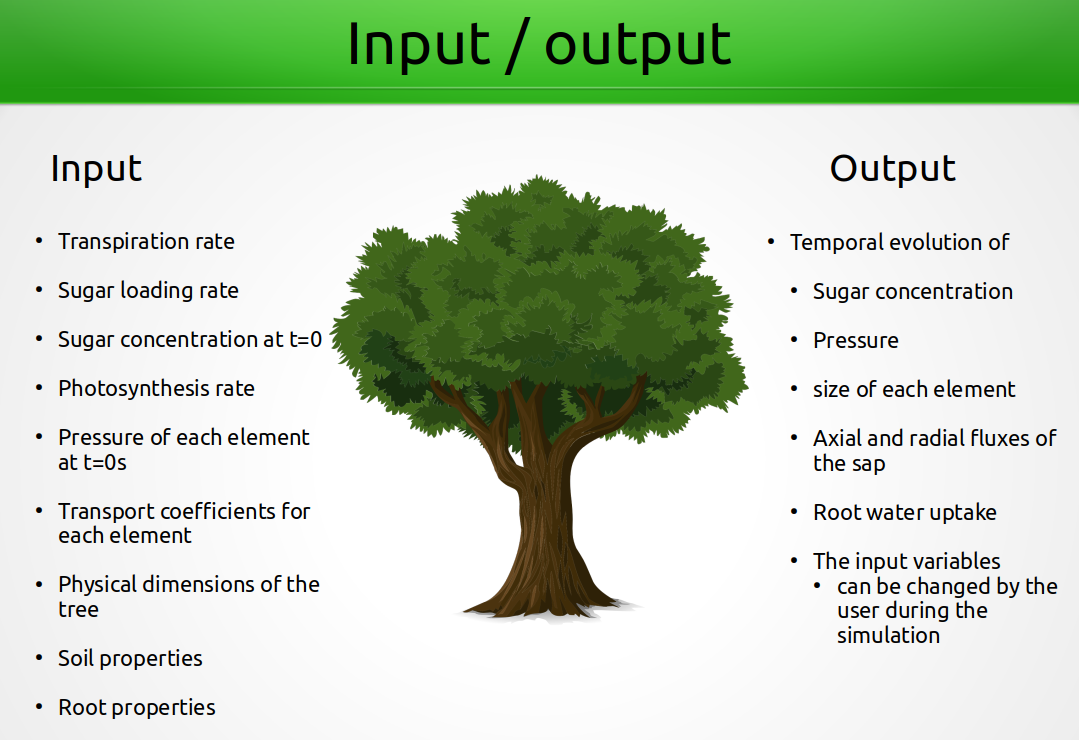 Input / output
Input
• Transpiration rate
• Sugar loading rate
• Sugar concentration at t=0
• Photosynthesis rate
• Pressure of each element
at t=0s
• Transport coefficients for
each element
• Physical dimensions of the
tree
• Soil properties
• Root properties
Output
• Temporal evolution of
• Sugar concentration
• Pressure
• size of each element
• Axial and radial fluxes of
the sap
• Root water uptake
• The input variables
• can be changed by the
user during the
simulation